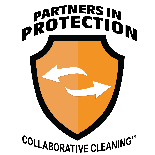 PARTNERS IN
PROTECTION
COLLABORATIVE CLEANING™